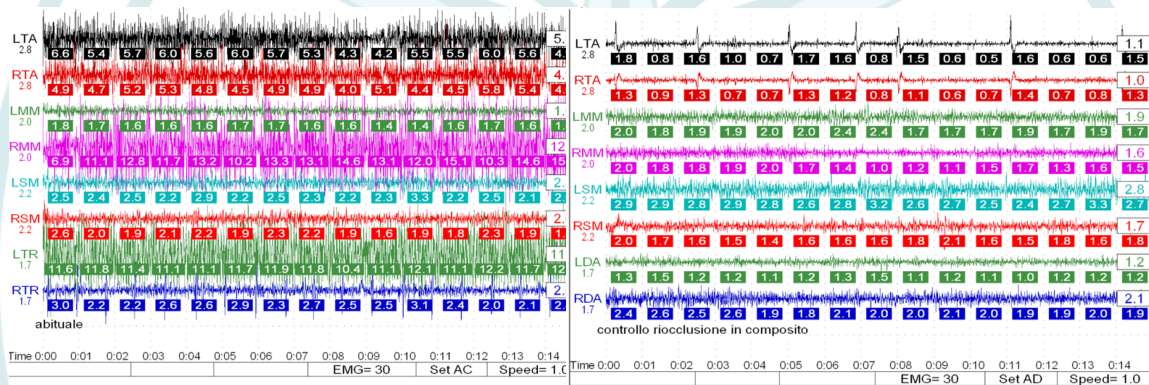 LTA 5.
2.8 6.6 5.4 5.7 6.0 5.6 6.0 5.7 5.3 4.3 4.2 5.5 5.6 6.0 5.6
RTA 4.
2.8 4.9 4.7 5.2 5.3 4.8 4.5 4.9 4.9 4.0 5.1 4.4 4.5 5.4 4.9
LMM 1.
2.0 1.8 1.7 1.6 1.6 1.6 1.7 1.7 1.6 1.6 1.4 1.4 1.6 1.7 1.6
RMM 12
2.0 6.9 11.1 12.8 11.7 13.2 10.2 13.3 13.1 14.6 13.1 12.0 15.1 10.3 14.6 15
LSM 2.
2.2 2.5 2.4 2.5 2.2 2.9 2.4 2.2 2.3 2.2 3.3 2.2 2.5 2.1
RSM 2.
2.2 2.6 2.0 1.9 2.1 2.2 1.9 2.2 1.9 1.6 1.9 1.8 2.3 1.9
LTR 11
1.7 11.6 11.8 11.4 11.1 11.1 11.7 11.9 11.8 10.4 11.1 12.1 12.2 11.7 12
RTR 2.
1.7 3.0 2.2 2.2 2.6 2.6 2.9 2.3 2.7 2.5 2.5 3.1 2.4 2.0 2.1
abituale
Time 0:00 0:01 0:02 0:03 0:04 0:05 0:06 0:07 0:08 0:09 0:10 0:11 0:12 0:13 0:14
EMG= 30 Set AC Speed= 1.0
LTA 1.1
2.8 1.8 0.8 1.6 1.0 0.7 1.7 1.6 0.8 1.5 0.5 1.6 0.6 0.6 1.5
RTA 1.0
2.8 1.3 0.9 1.3 0.7 0.7 1.3 1.2 0.8 1.1 0.6 0.7 1.4 0.7 0.8 1.3
LMM 1.9
2.0 2.0 1.8 1.9 1.9 2.0 2.0 2.4 2.4 1.7 1.7 1.7 1.9 1.7 1.9 1.7
RMM 1.6
2.0 2.0 1.8 1.8 1.9 1.7 1.5 1.4 1.2 1.1 1.5 1.7 1.3 1.6 1.5
LSM 2.8
2.2 2.9 2.9 2.8 2.5 2.8 2.6 2.8 3.2 2.6 2.7 2.5 2.4 2.7 3.3 2.7
RSM 1.7
2.2 2.0 1.7 1.6 1.5 1.4 1.6 1.6 1.8 2.1 1.6 1.5 1.8 1.6 1.8
LDA 1.2
1.7 1.3 1.5 1.2 1.1 1.1 1.2 1.3 1.5 1.1 1.2 1.1 1.0 1.2 1.2 1.2
RDA 2.1
1.7 2.4 2.6 2.1 2.5 2.0 1.9 1.8 2.1 2.0 1.6 1.9 1.9 2.0 1.9
controllo riocclusione in composito
Time 0:00 0:01 0:02 0:03 0:04 0:05 0:06 0:07 0:08 0:09 0:10 0:11 0:12 0:13 0:14
EMG= 30 Set AD Speed= 1.0